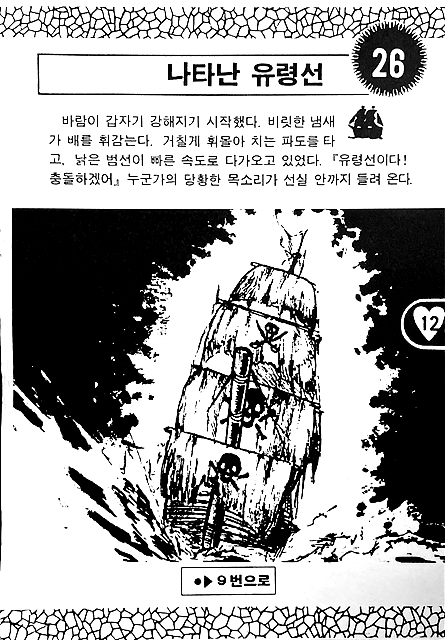 26
나타난 유령선
바람이 갑자기 강해지기 시작했다. 비릿한 냄새
가 배를 휘감는다. 거칠게 휘몰아 치는 파도를 타
고, 낡은 범선이 빠른 속도로 다가오고 있었다. 『유령선이다!
충돌하겠어』 누군가의 당황한 목소리가 선실 안까지 들려 온다.
12
●▶ 9번으로